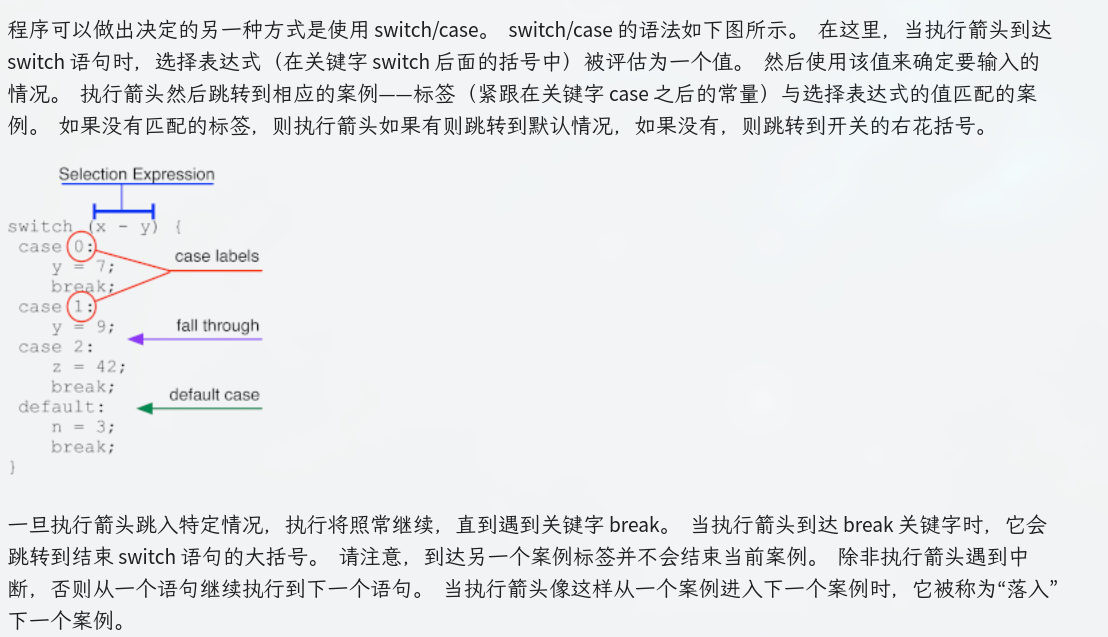 程序可以做出决定的另一种方式是使用 switch/case。 switch/case 的语法如下图所示。 在这里，当执行箭头到达
switch 语句时，选择表达式（在关键字 switch 后面的括号中）被评估为一个值。 然后使用该值来确定要输入的
情况。 执行箭头然后跳转到相应的案例——标签（紧跟在关键字 case 之后的常量）与选择表达式的值匹配的案
例。 如果没有匹配的标签，则执行箭头如果有则跳转到默认情况，如果没有，则跳转到开关的右花括号。
Selection Expression
switch (x - y) {
case 0:
case labels
y = 7;
break;
case 1:
y = 9;
fall through
case 2:
z = 42;
break;
default case
default:
n = 3;
break;
}
一旦执行箭头跳入特定情况，执行将照常继续，直到遇到关键字 break。 当执行箭头到达 break 关键字时，它会
跳转到结束 switch 语句的大括号。 请注意，到达另一个案例标签并不会结束当前案例。 除非执行箭头遇到中
断，否则从一个语句继续执行到下一个语句。 当执行箭头像这样从一个案例进入下一个案例时，它被称为“落入”
下一个案例。